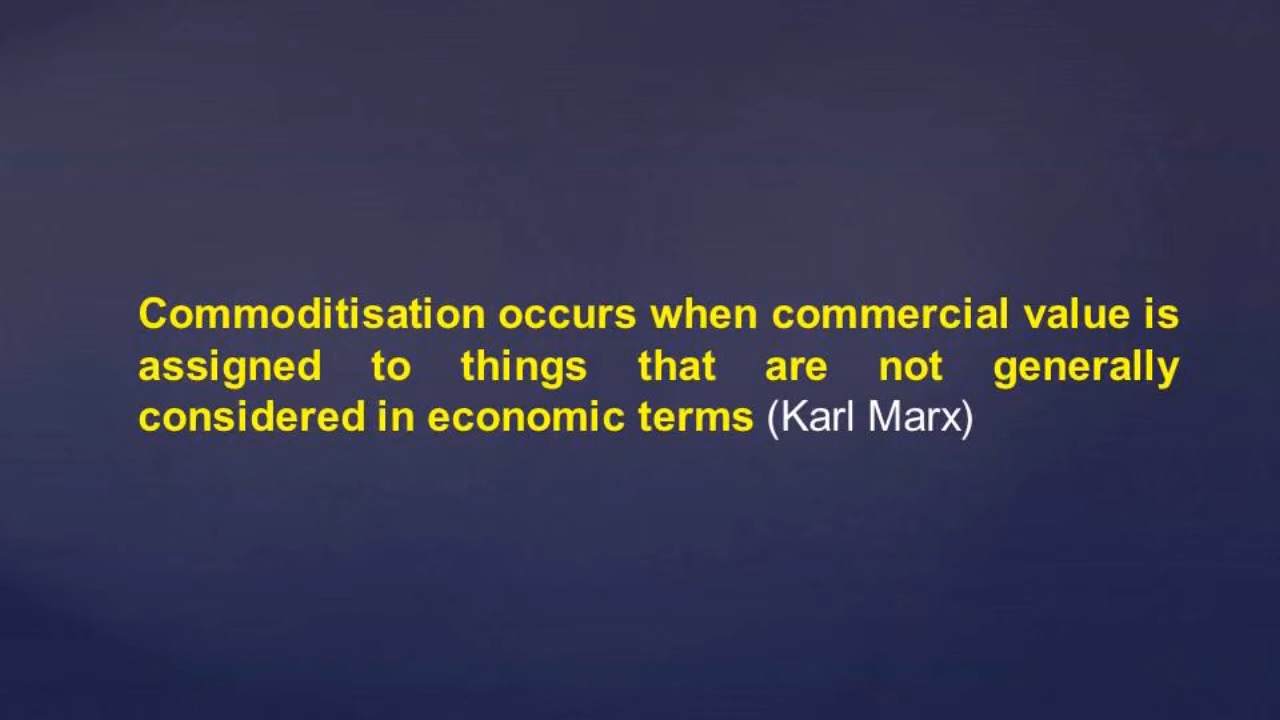 Commoditisation occurs when commercial value is
assigned to things that are not generally
considered in economic terms (Karl Marx)